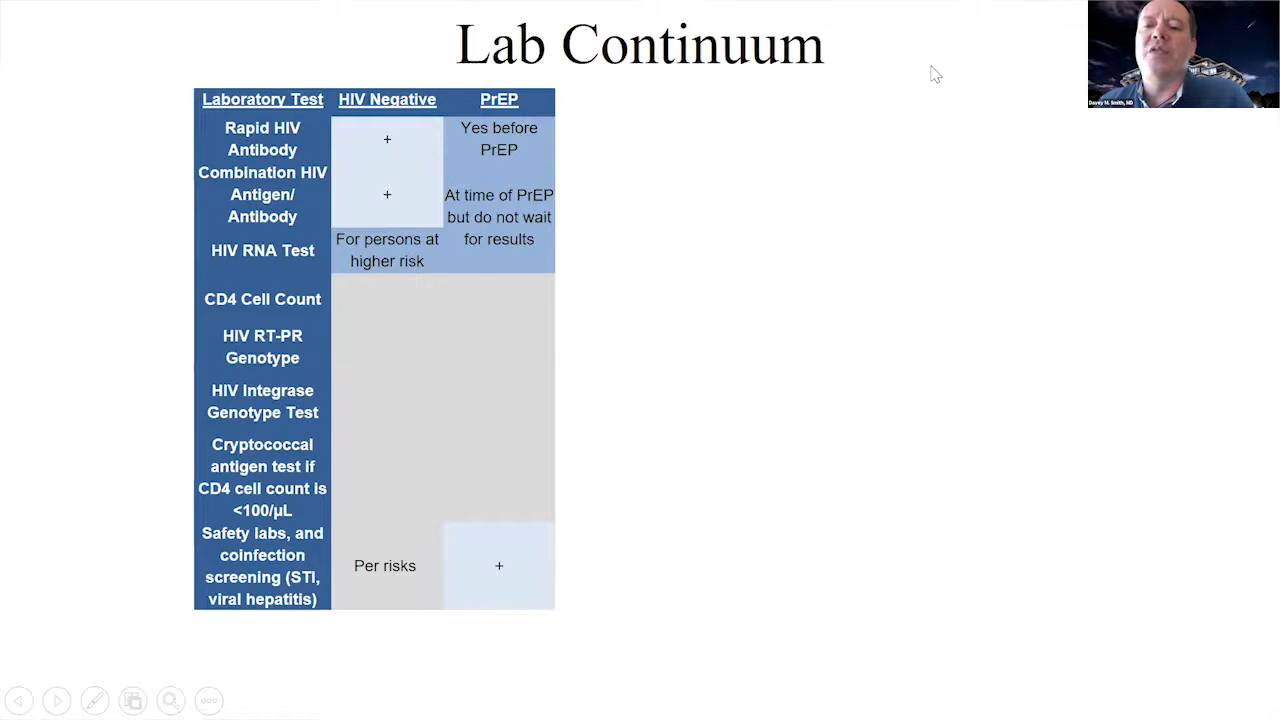 Lab Continuum
Laboratory Test HIV Negative PrEP
Rapid HIV
Antibody
+
Yes before
PrEP
Combination HIV
Antigen/
Antibody
+
At time of PrEP
but do not wait
for results
HIV RNA Test
For persons at
higher risk
CD4 Cell Count
HIV RT-PR
Genotype
HIV Integrase
Genotype Test
Cryptococcal
antigen test if
CD4 cell count is
<100/µL
Safety labs, and
coinfection
screening (STI,
viral hepatitis)
Per risks
+
Davey M. Smith, MD